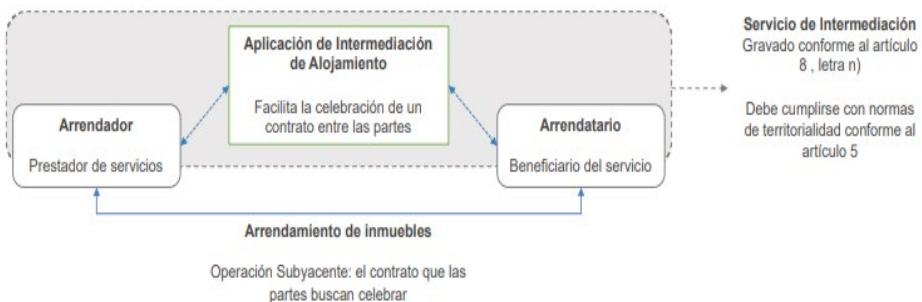 Aplicación de Intermediación
de Alojamiento
Facilita la celebración de un
contrato entre las partes
Arrendador
Prestador de servicios
Arrendatario
Beneficiario del servicio
Arrendamiento de inmuebles
Operación Subyacente: el contrato que las
partes buscan celebrar
Servicio de Intermediación
Gravado conforme al artículo
8 , letra n)
Debe cumplirse con normas
de territorialidad conforme al
artículo 5